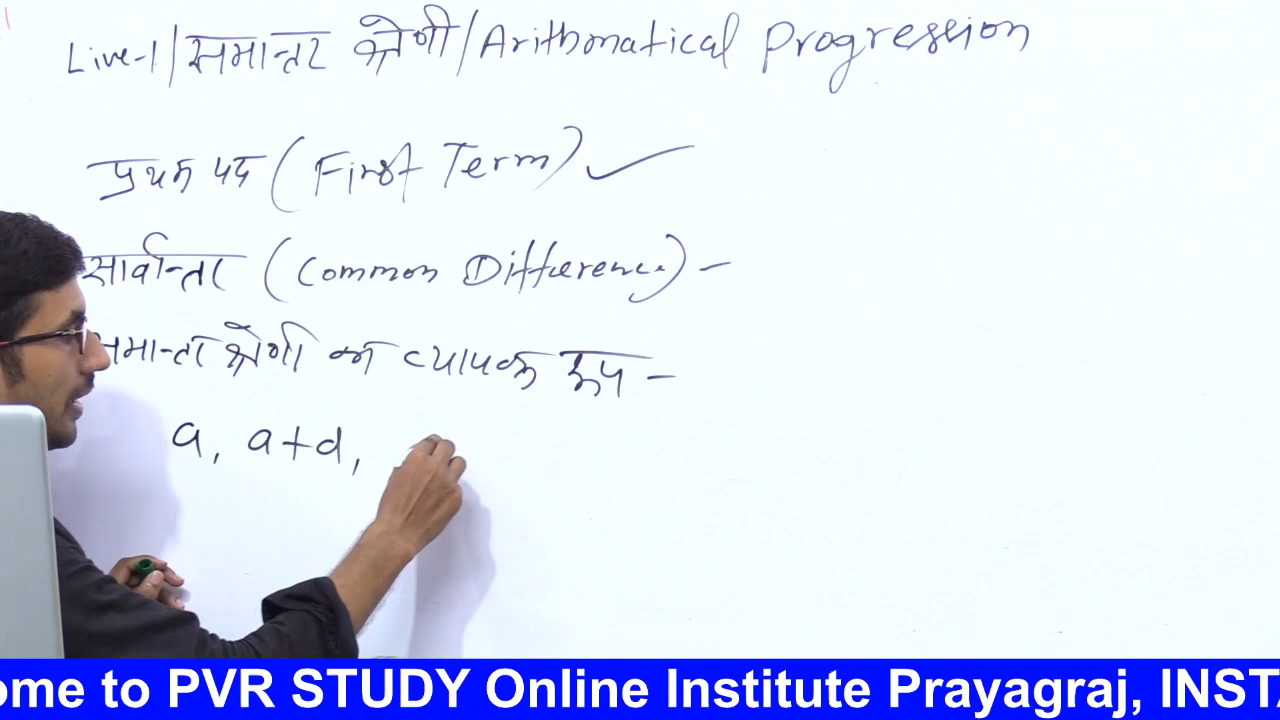 Live-1/समान्तर श्रेणी/Arithmatical Progression
प्रथम पद (First Term) ✓
सार्वान्तर (Common Difference) -
समान्तर श्रेणी का व्यापक रूप -
a, a+d,
ome to PVR STUDY Online Institute Prayagraj, INSTA